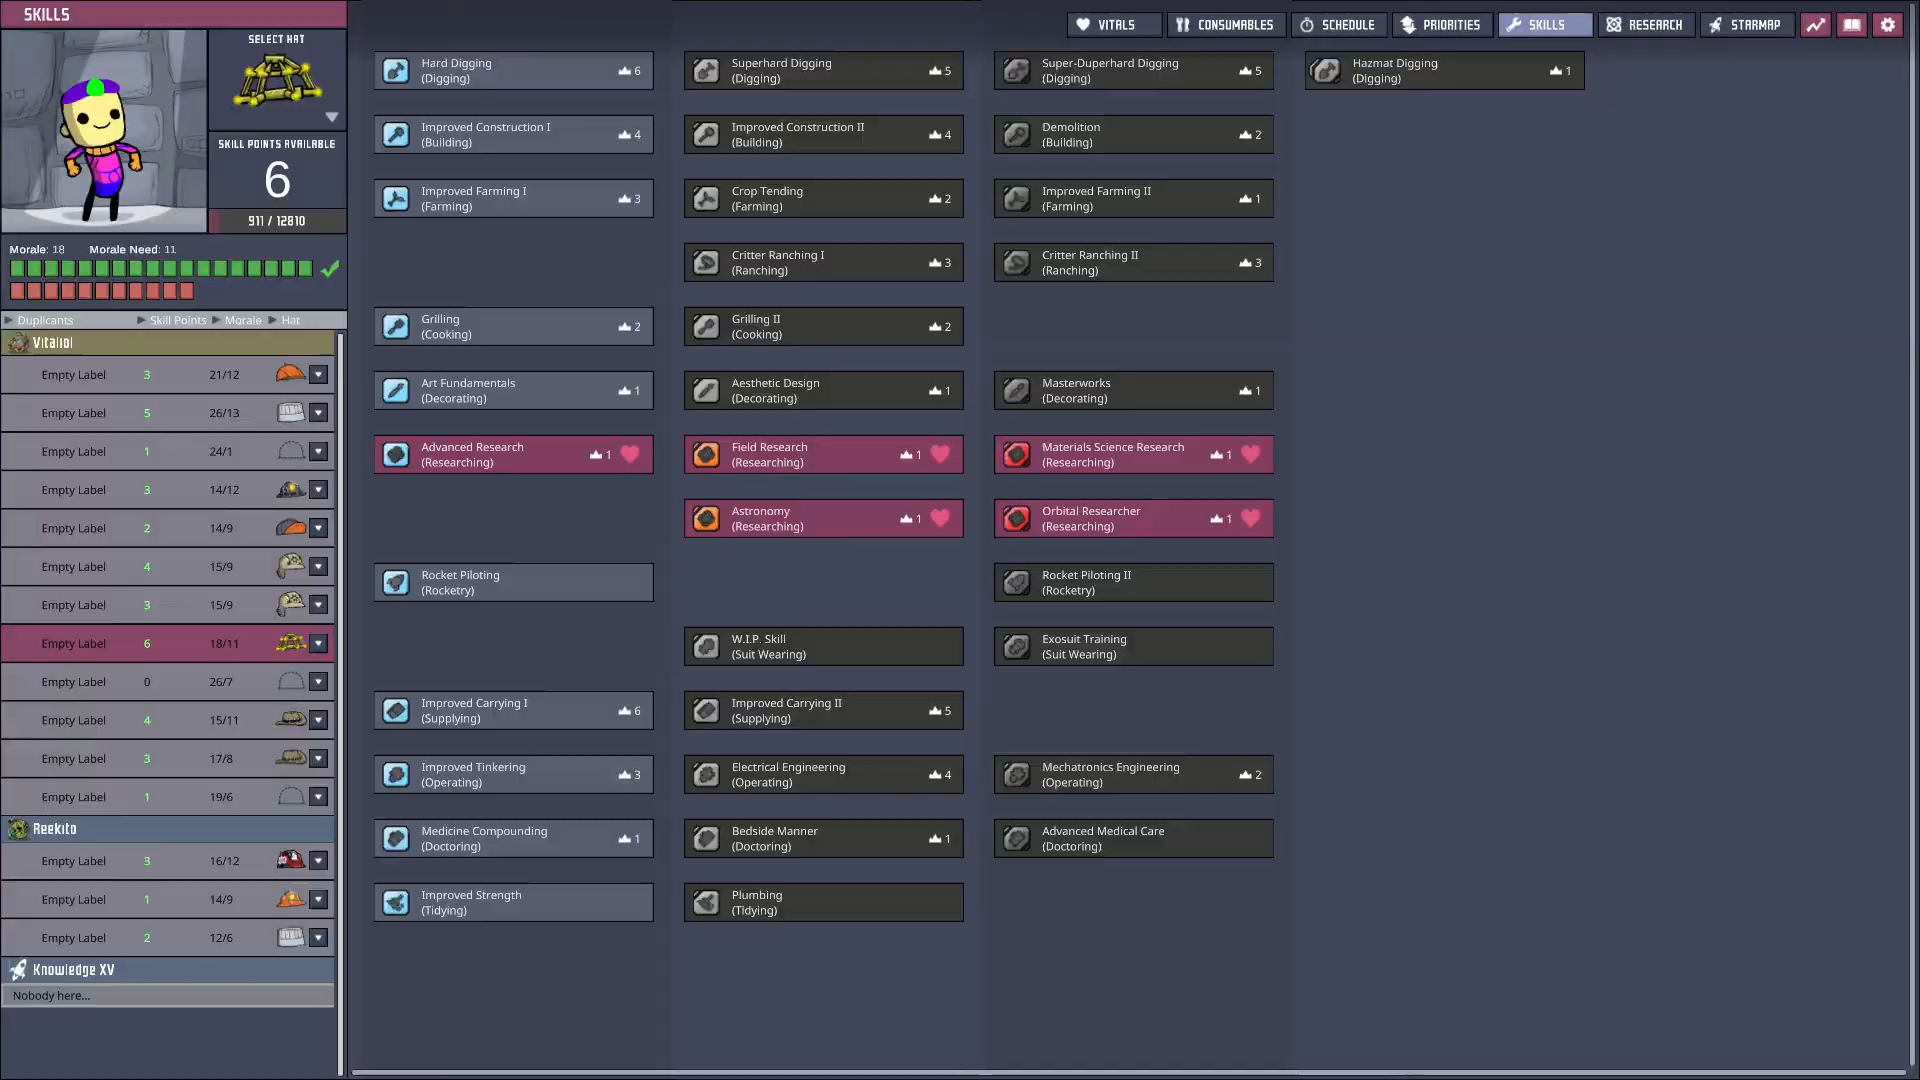 SKILLS
VITALS
CONSUMABLES
SCHEDULE
PRIORITIES
SKILLS
RESEARCH
STARMAP
SELECT HAT
SKILL POINTS AVAILABLE
6
911 / 12810
Morale: 18 Morale Need: 11
Duplicants Skill Points Morale Hat
Vitaliol
Empty Label 3 21/12
Empty Label 5 26/13
Empty Label 1 24/1
Empty Label 3 14/12
Empty Label 2 14/9
Empty Label 4 15/9
Empty Label 3 15/9
Empty Label 6 18/11
Empty Label 0 26/7
Empty Label 4 15/11
Empty Label 3 17/8
Empty Label 1 19/6
Reekito
Empty Label 3 16/12
Empty Label 1 14/9
Empty Label 2 12/6
Knowledge XV
Nobody here...
Hard Digging
(Digging)
6
Superhard Digging
(Digging)
5
Super-Duperhard Digging
(Digging)
5
Hazmat Digging
(Digging)
1
Improved Construction I
(Building)
4
Improved Construction II
(Building)
4
Demolition
(Building)
2
Improved Farming I
(Farming)
3
Crop Tending
(Farming)
2
Improved Farming II
(Farming)
1
Critter Ranching I
(Ranching)
3
Critter Ranching II
(Ranching)
3
Grilling
(Cooking)
2
Grilling II
(Cooking)
2
Art Fundamentals
(Decorating)
1
Aesthetic Design
(Decorating)
1
Masterworks
(Decorating)
1
Advanced Research
(Researching)
1
Field Research
(Researching)
1
Materials Science Research
(Researching)
1
Astronomy
(Researching)
1
Orbital Researcher
(Researching)
1
Rocket Piloting
(Rocketry)
Rocket Piloting II
(Rocketry)
W.I.P. Skill
(Suit Wearing)
Exosuit Training
(Suit Wearing)
Improved Carrying I
(Supplying)
6
Improved Carrying II
(Supplying)
5
Improved Tinkering
(Operating)
3
Electrical Engineering
(Operating)
4
Mechatronics Engineering
(Operating)
2
Medicine Compounding
(Doctoring)
1
Bedside Manner
(Doctoring)
1
Advanced Medical Care
(Doctoring)
Improved Strength
(Tidying)
Plumbing
(Tidying)